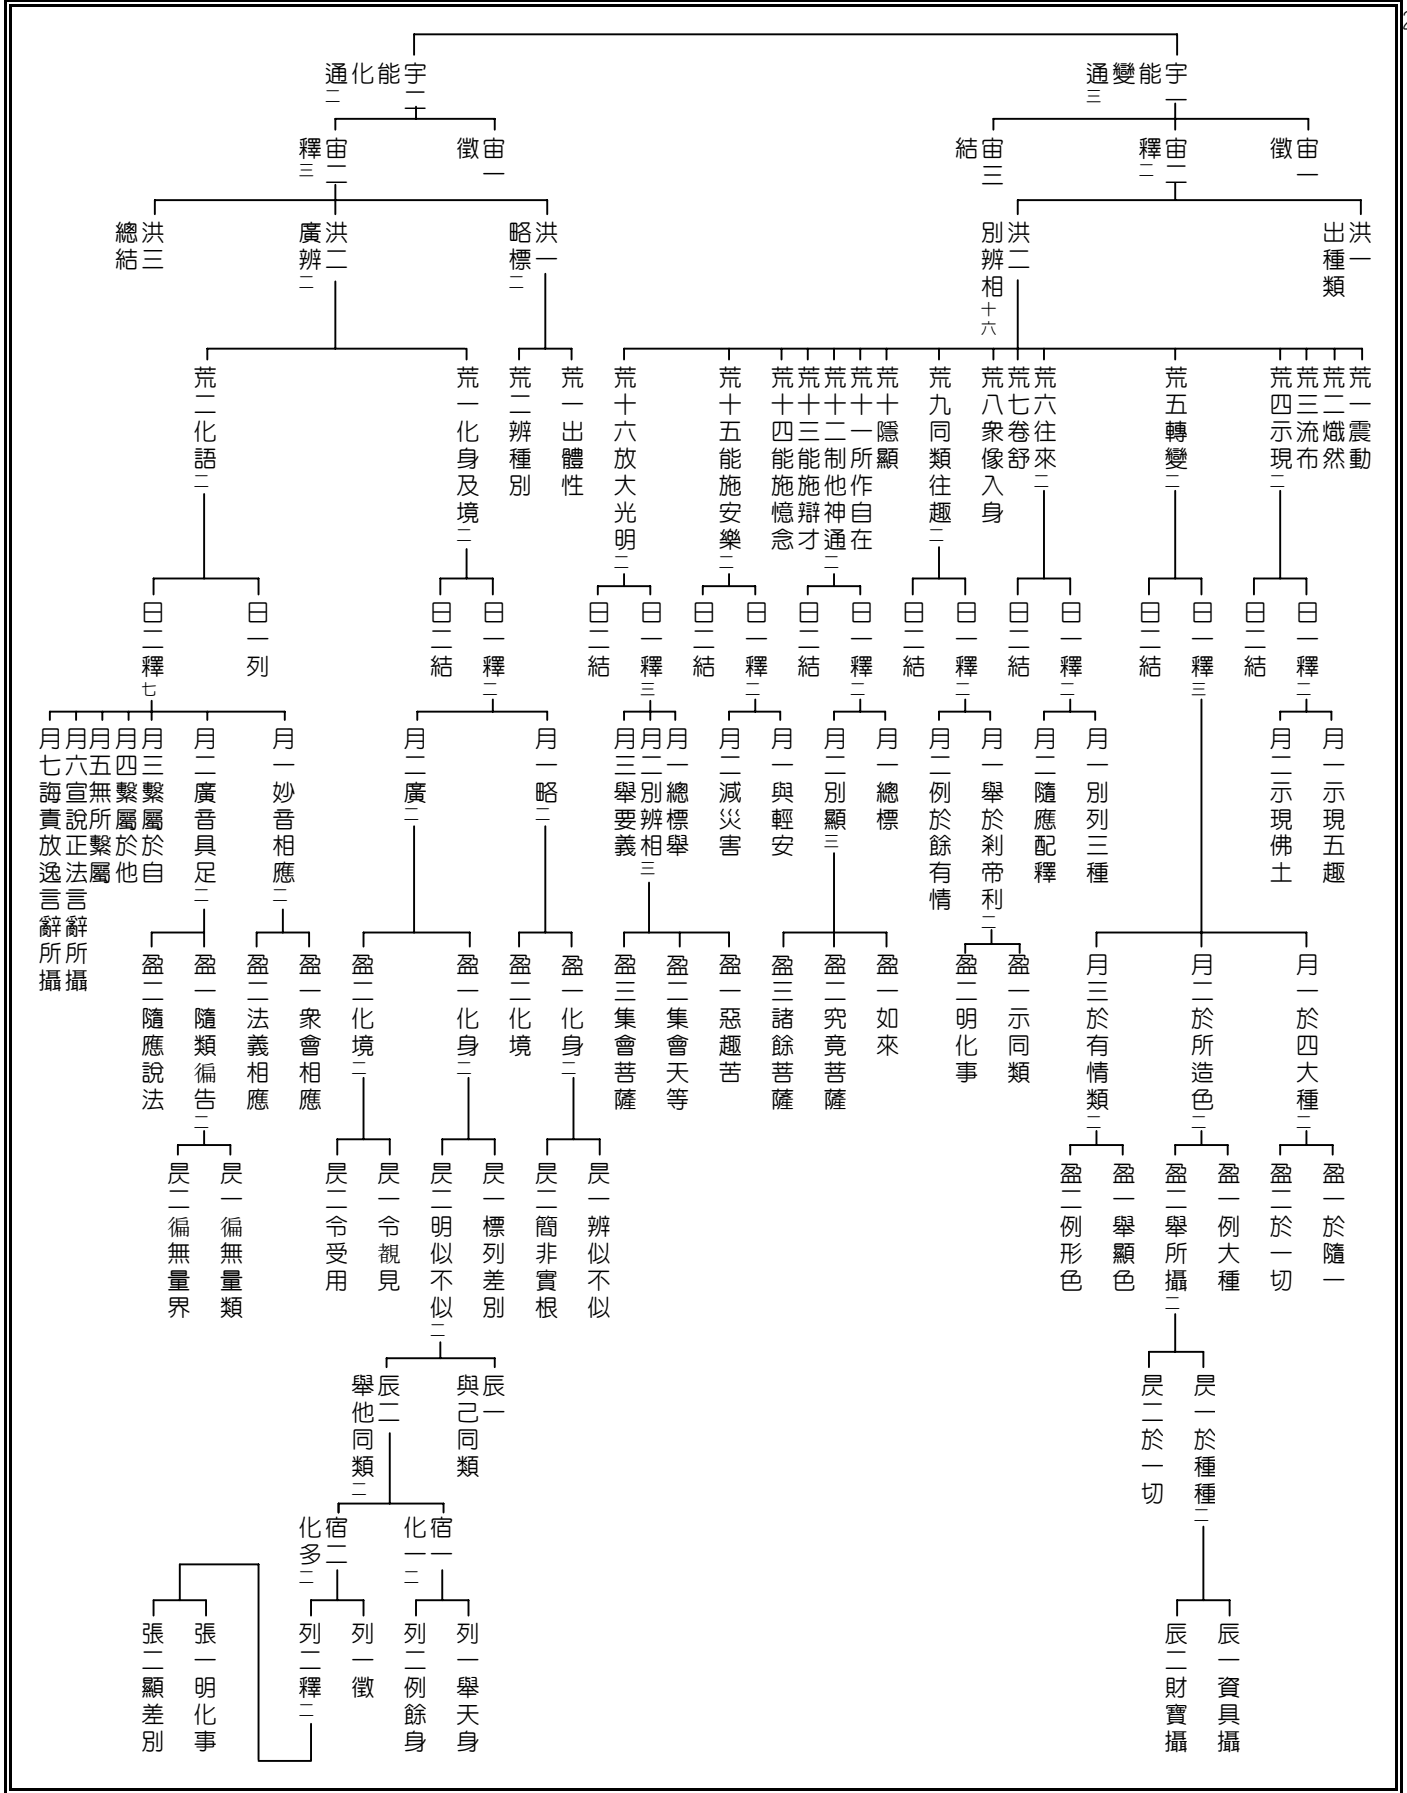 宇一能變通三
宇二能化通二
宙一徵
宙二釋二
宙三結
宙一徵
宙二釋三
洪一出種類
洪二別辨相十六
洪一略標二
洪二廣辨二
洪三總結
荒一震動
荒二熾然
荒三流布
荒四示現二
荒五轉變二
荒六往來二
荒七卷舒
荒八衆像入身
荒九同類往趣二
荒十隱顯
荒十一所作自在
荒十二制他神通二
荒十三能施辯才
荒十四能施憶念
荒十五能施安樂二
荒十六放大光明二
荒一出體性
荒二辨種別
荒一化身及境二
荒二化語二
日一釋二
日二結
日一釋三
日二結
日一釋二
日二結
日一釋二
日二結
日一釋二
日二結
日一釋二
日二結
日一釋三
日二結
日一釋二
日二結
日一列
日二釋七
月一示現五趣
月二示現佛土
月一別列三種
月二隨應配釋
月一舉於剎帝利二
月二例於餘有情
月一總標
月二別顯三
月一與輕安
月二減災害
月一總標舉
月二別辨相三
月三舉要義
月一略二
月二廣二
月一妙音相應二
月二廣音具足二
月三繫屬於自
月四繫屬於他
月五無所繫屬
月六宣說正法言辭所攝
月七誨責放逸言辭所攝
月一於四大種二
月二於所造色二
月三於有情類二
盈一示同類
盈二明化事
盈一如來
盈二究竟菩薩
盈三諸餘菩薩
盈一惡趣苦
盈二集會天等
盈三集會菩薩
盈一化身二
盈二化境
盈一化身二
盈二化境二
盈一衆會相應
盈二法義相應
盈一隨類徧告二
盈二隨應說法
盈一於隨一
盈二於一切
盈一例大種
盈二舉所攝二
盈一舉顯色
盈二例形色
昃一辨似不似
昃二簡非實根
昃一標列差別
昃二明似不似二
昃一令覩見
昃二令受用
昃一徧無量類
昃二徧無量界
昃一於種種二
昃二於一切
辰一與己同類
辰二舉他同類二
宿一化一二
宿二化多二
辰一資具攝
辰二財寶攝
列一舉天身
列二例餘身
列一徵
列二釋二
張一明化事
張二顯差別